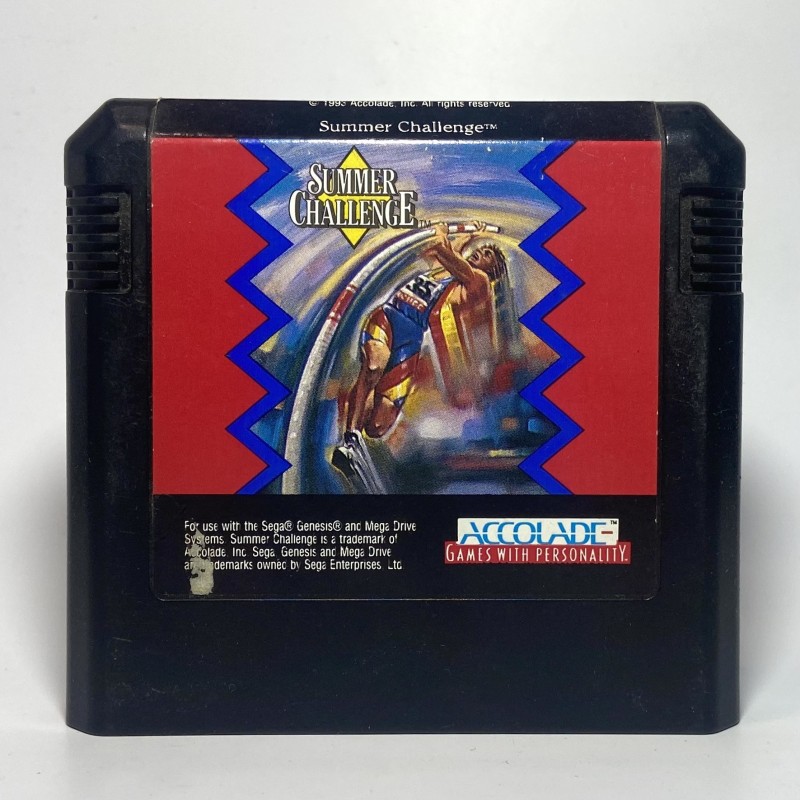 © 1993 Accolade, Inc. All rights reserved
Summer Challenge™
SUMMER
CHALLENGE™
For use with the Sega® Genesis® and Mega Drive
Systems. Summer Challenge is a trademark of
Accolade, Inc. Sega, Genesis and Mega Drive
are trademarks owned by Sega Enterprises, Ltd.
ACCOLADE™
GAMES WITH PERSONALITY.